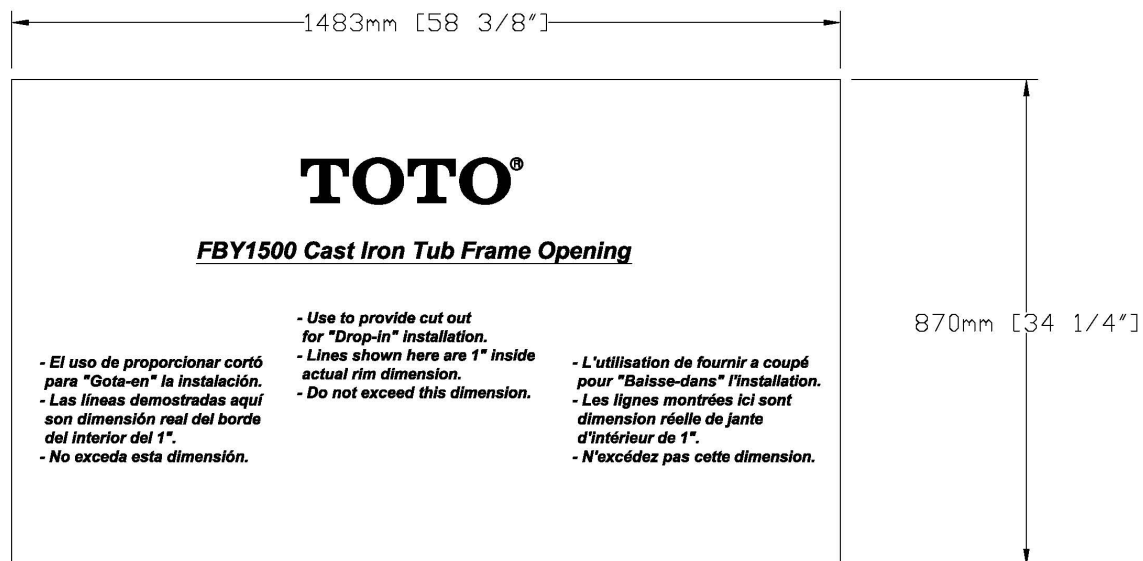 1483mm [58 3/8"]
TOTO®
FBY1500 Cast Iron Tub Frame Opening
- Use to provide cut out
for "Drop-in" installation.
- Lines shown here are 1" inside
actual rim dimension.
- Do not exceed this dimension.
- El uso de proporcionar cortó
para "Gota-en" la instalación.
- Las líneas demostradas aquí
son dimensión real del borde
del interior del 1".
- No exceda esta dimensión.
- L'utilisation de fournir a coupé
pour "Baisse-dans" l'installation.
- Les lignes montrées ici sont
dimension réelle de jante
d'intérieur de 1".
- N'excédez pas cette dimension.
870mm [34 1/4"]